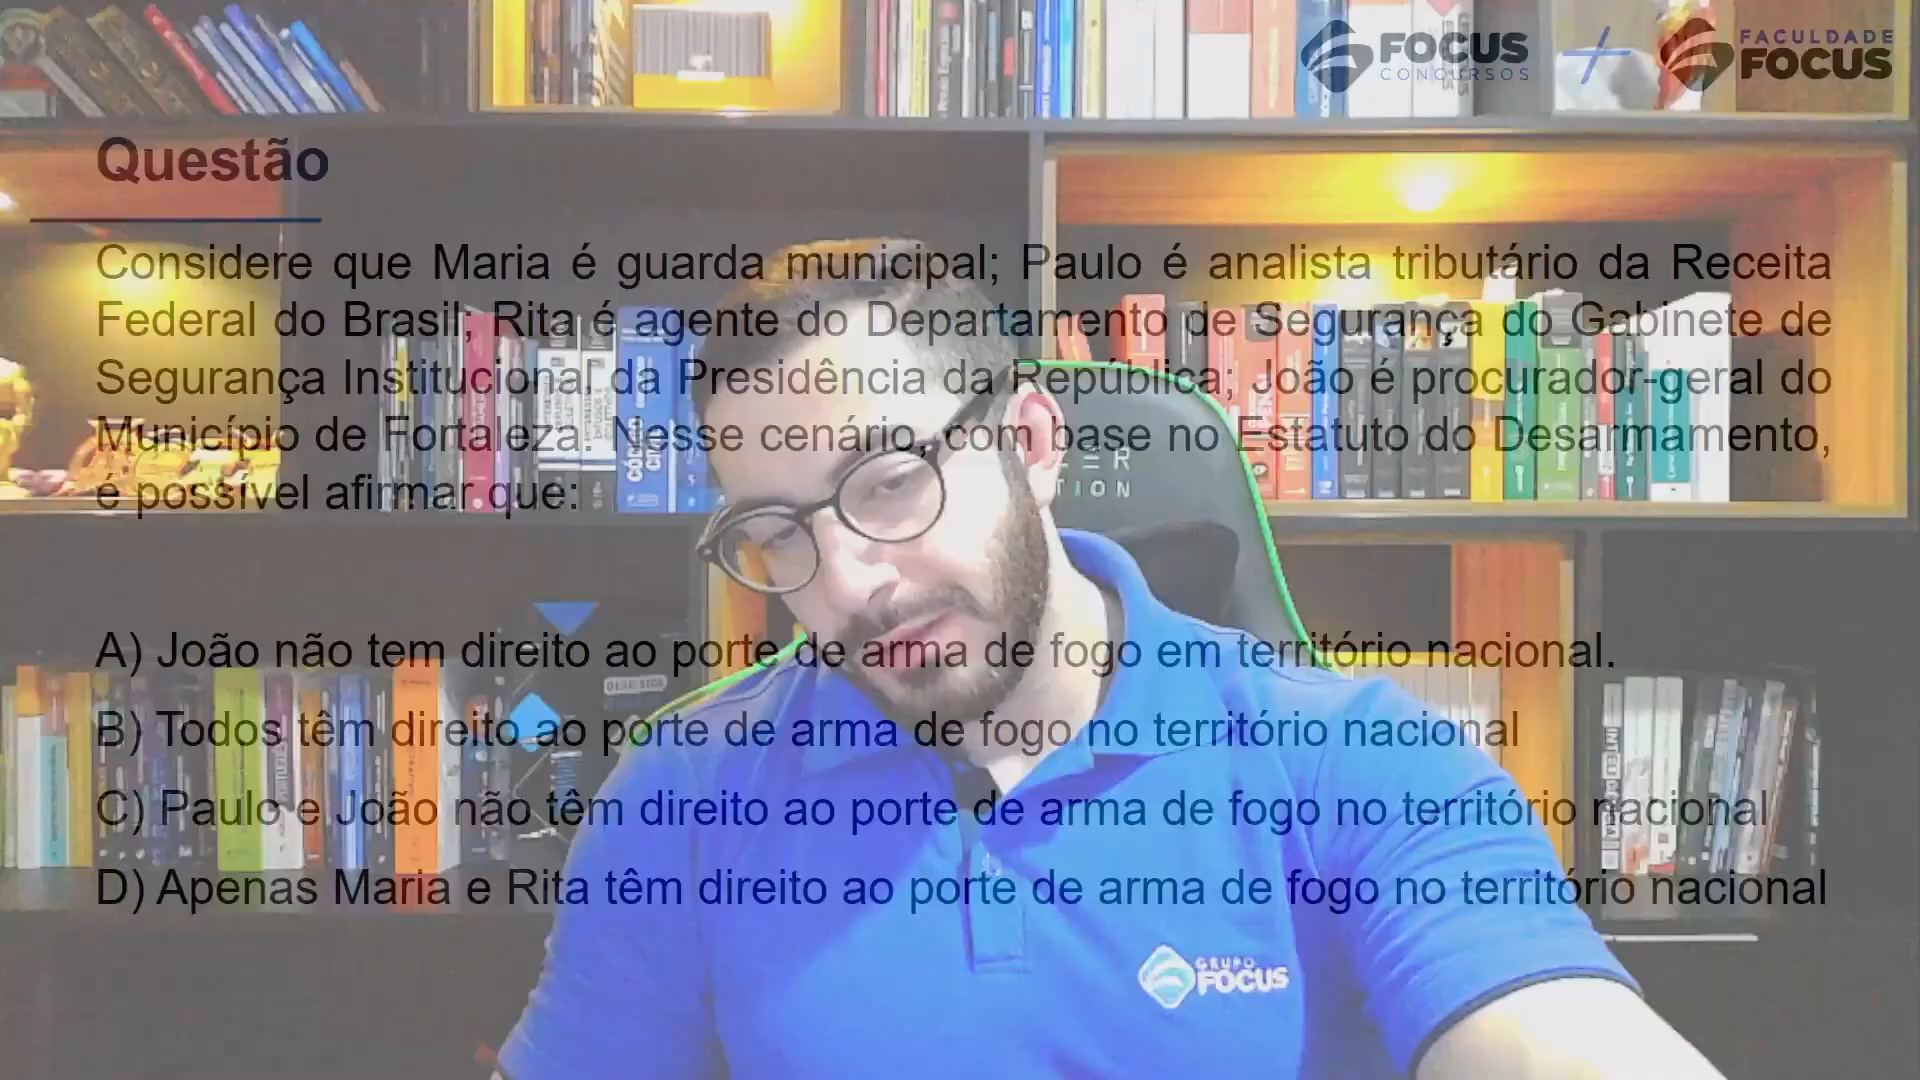 FOCUS
CONCURSOS
FACULDADE
FOCUS
Questão
Considere que Maria é guarda municipal; Paulo é analista tributário da Receita
Federal do Brasil; Rita é agente do Departamento de Segurança do Gabinete de
Segurança Institucional da Presidência da República; João é procurador-geral do
Município de Fortaleza. Nesse cenário, com base no Estatuto do Desarmamento,
é possível afirmar que:
A) João não tem direito ao porte de arma de fogo em território nacional.
B) Todos têm direito ao porte de arma de fogo no território nacional
C) Paulo e João não têm direito ao porte de arma de fogo no território nacional
D) Apenas Maria e Rita têm direito ao porte de arma de fogo no território nacional
GRUPO
FOCUS